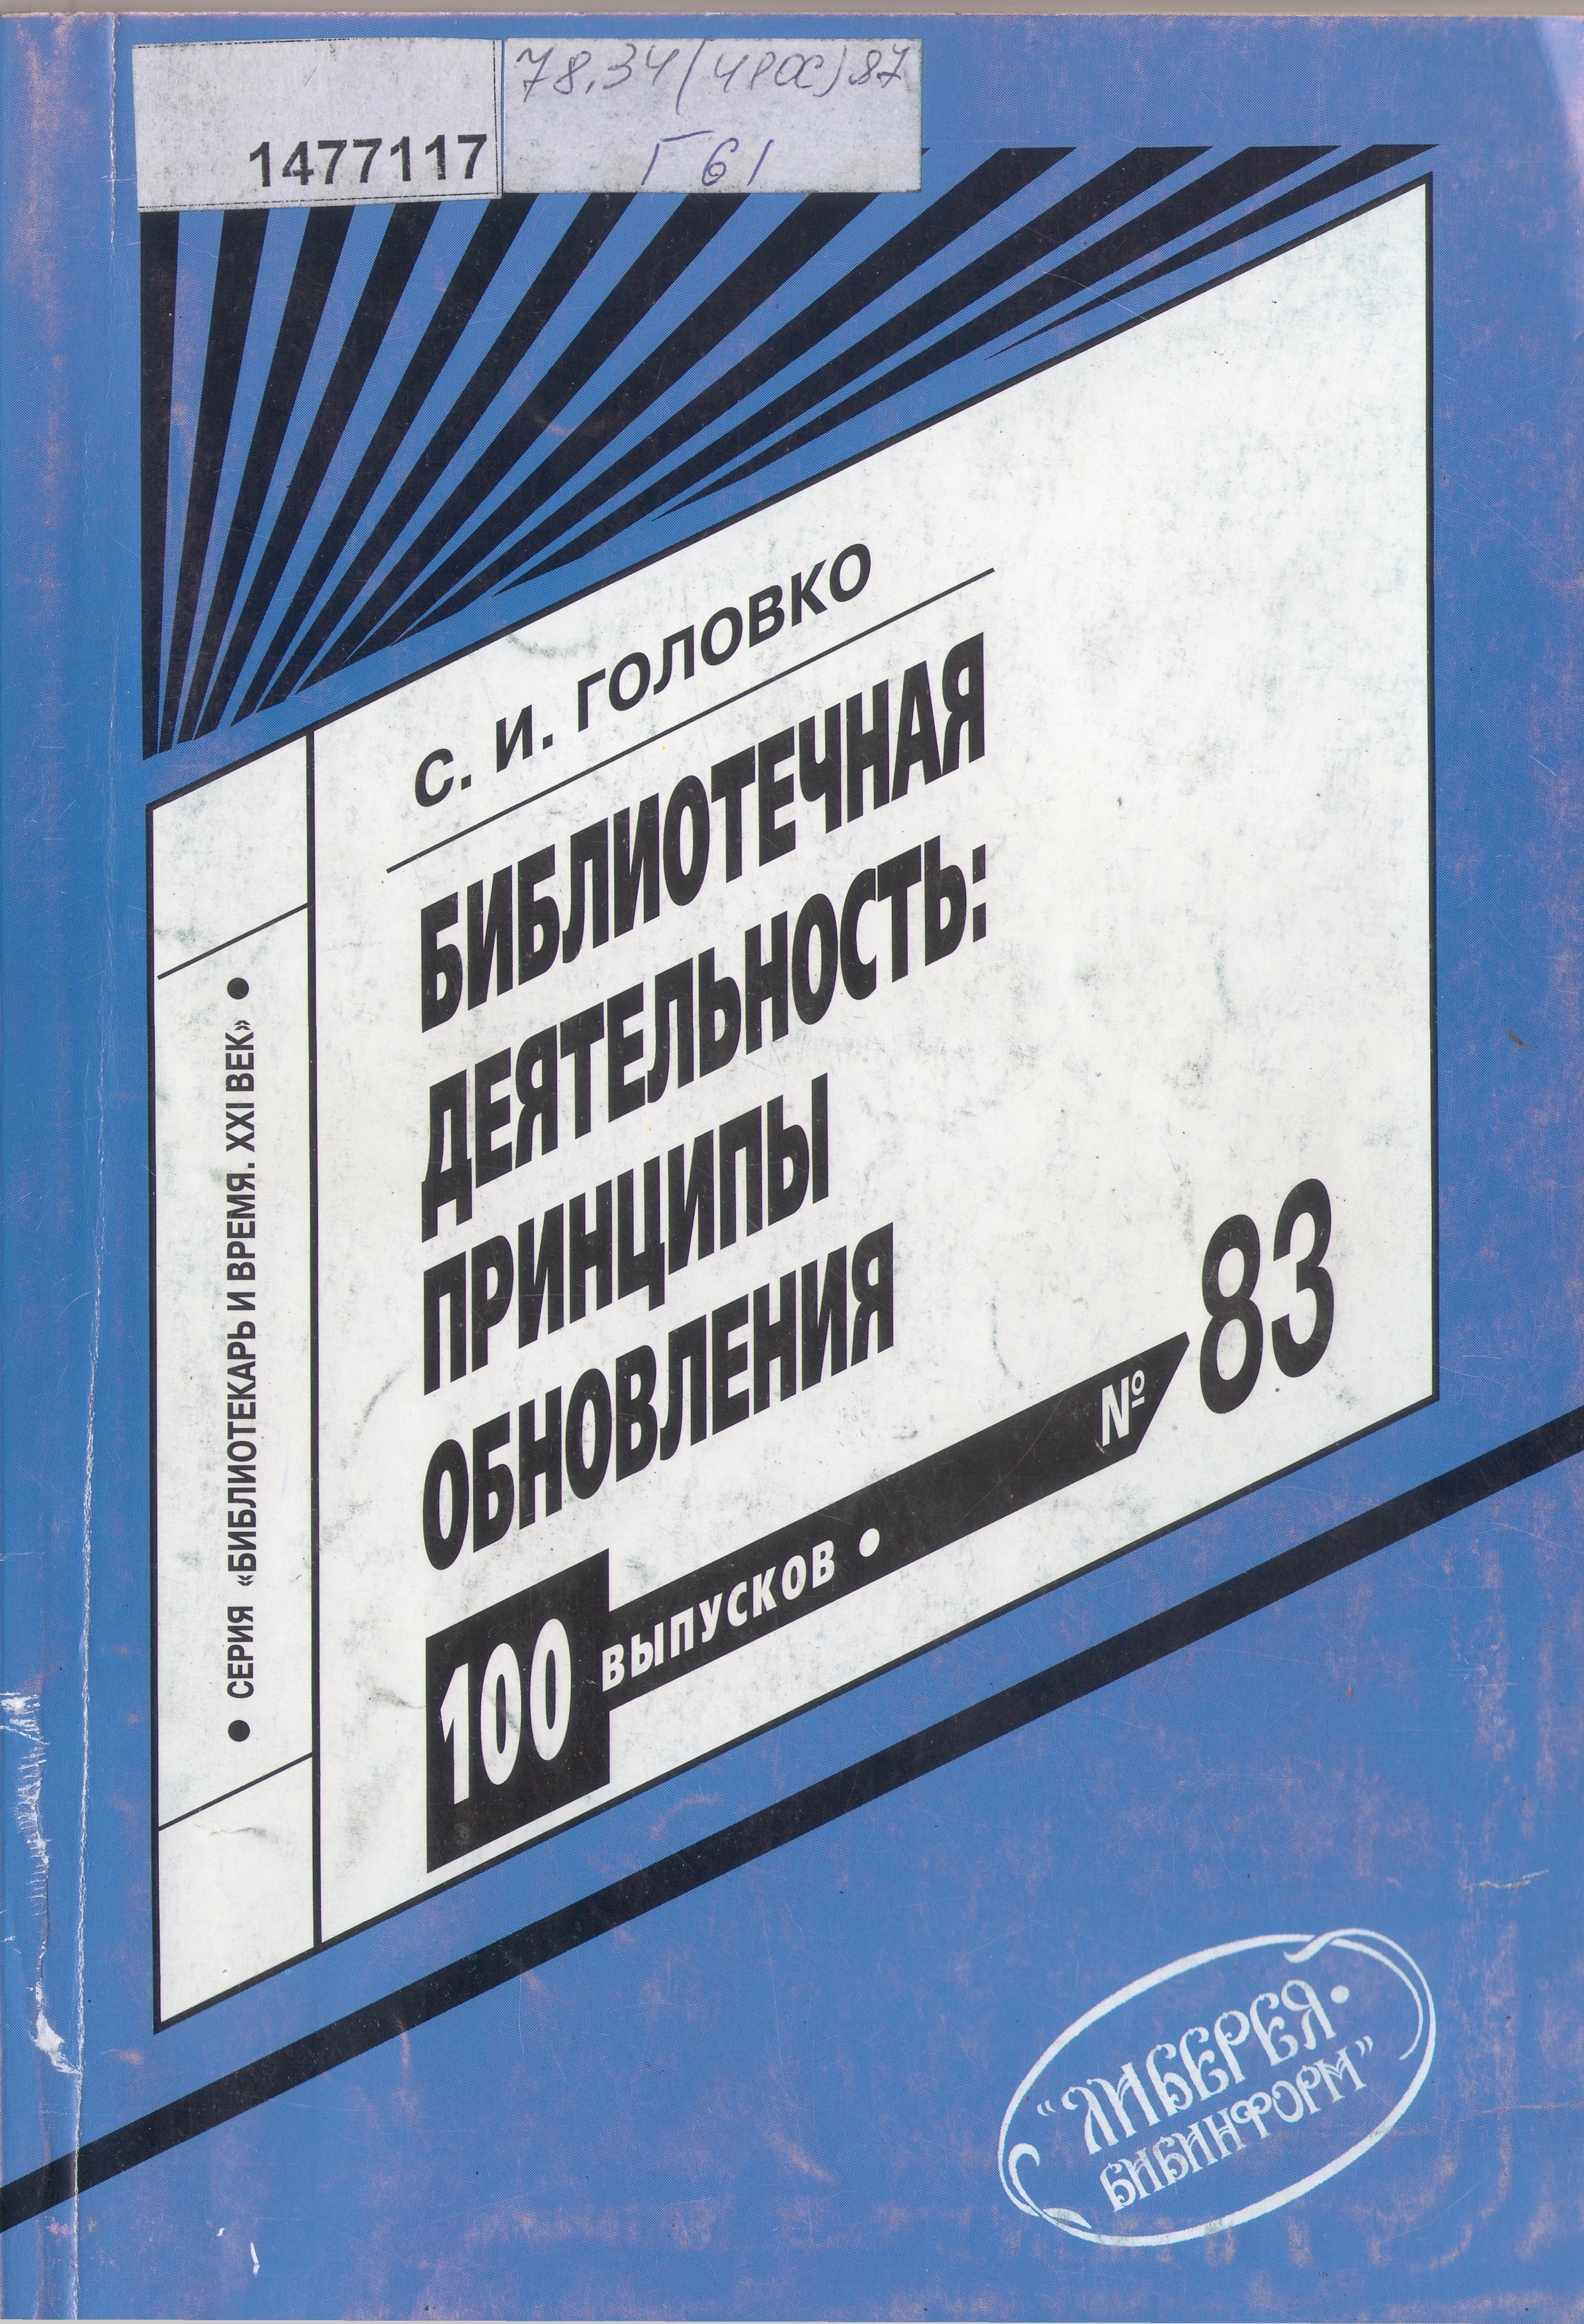 1477117
78.34(4РОС)87
Г 61
С. И. ГОЛОВКО
БИБЛИОТЕЧНАЯ
ДЕЯТЕЛЬНОСТЬ:
ПРИНЦИПЫ
ОБНОВЛЕНИЯ
• СЕРИЯ «БИБЛИОТЕКАРЬ И ВРЕМЯ. XXI ВЕК» •
100 ВЫПУСКОВ • № 83
"ЛИБЕРЕЯ-
БИБИНФОРМ"